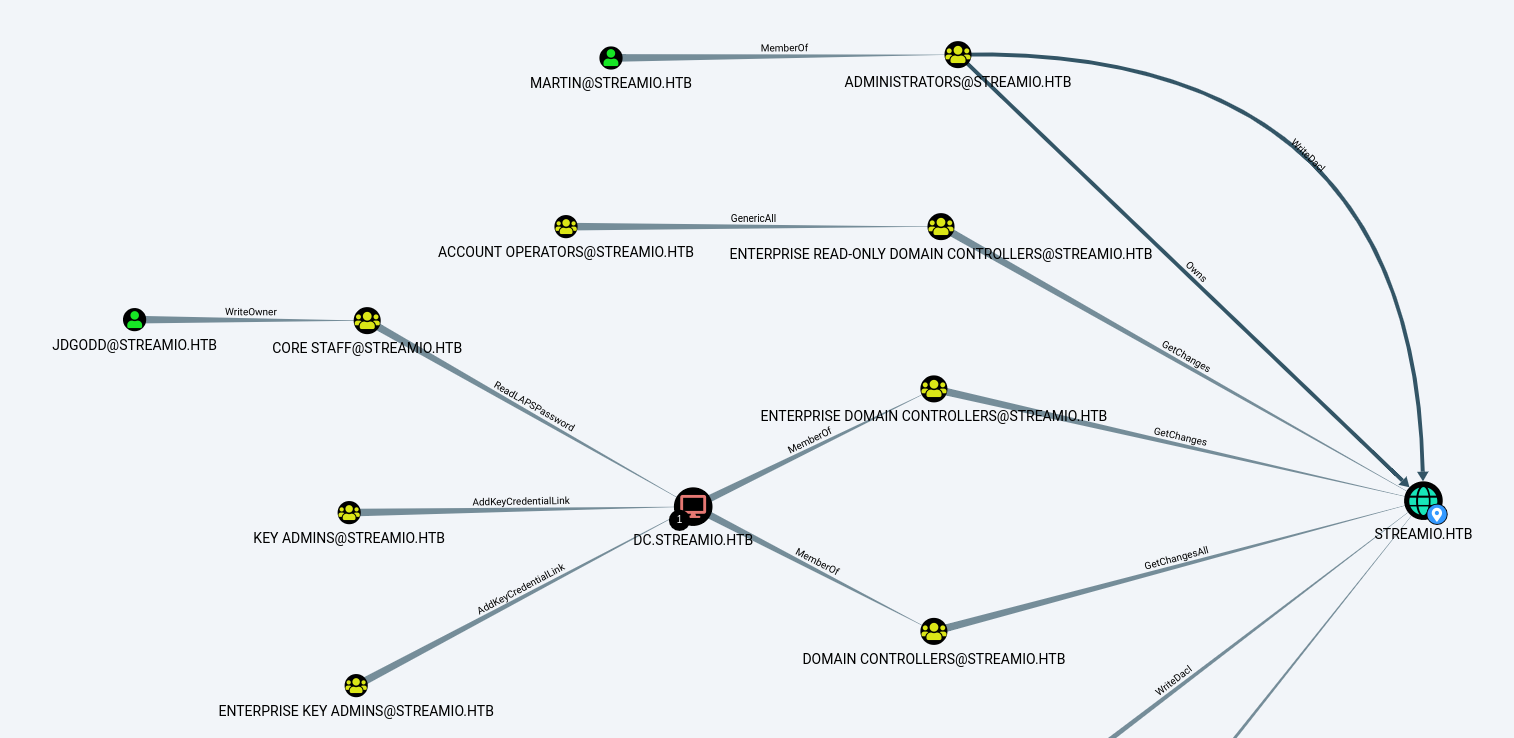 MemberOf
MARTIN@STREAMIO.HTB
ADMINISTRATORS@STREAMIO.HTB
WriteDacl
GenericAll
ACCOUNT OPERATORS@STREAMIO.HTB
ENTERPRISE READ-ONLY DOMAIN CONTROLLERS@STREAMIO.HTB
Owns
WriteOwner
JDGODD@STREAMIO.HTB
CORE STAFF@STREAMIO.HTB
GetChanges
ReadLAPSPassword
ENTERPRISE DOMAIN CONTROLLERS@STREAMIO.HTB
MemberOf
GetChanges
AddKeyCredentialLink
KEY ADMINS@STREAMIO.HTB
1
DC.STREAMIO.HTB
STREAMIO.HTB
MemberOf
GetChangesAll
AddKeyCredentialLink
DOMAIN CONTROLLERS@STREAMIO.HTB
WriteDacl
ENTERPRISE KEY ADMINS@STREAMIO.HTB